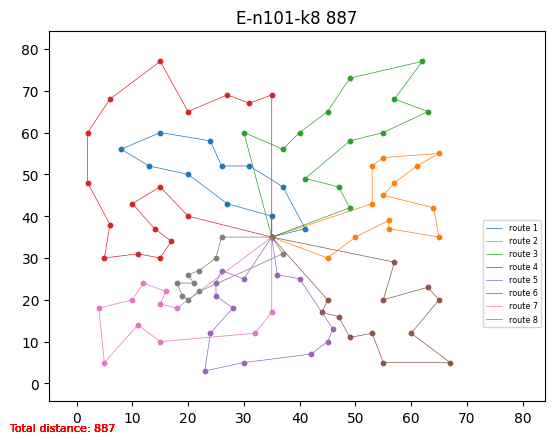 E-n101-k8 887
80
70
60
50
40
30
20
10
0
route 1
route 2
route 3
route 4
route 5
route 6
route 7
route 8
0 10 20 30 40 50 60 70 80
Total distance: 887